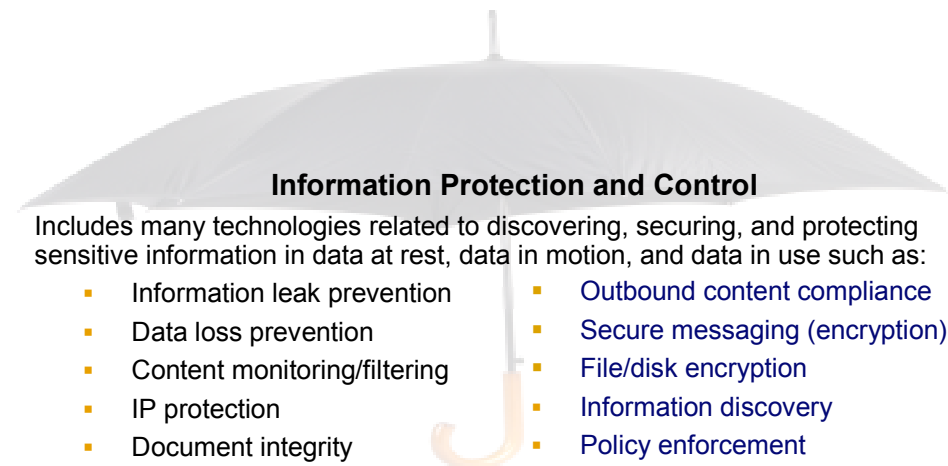 Information Protection and Control
Includes many technologies related to discovering, securing, and protecting
sensitive information in data at rest, data in motion, and data in use such as:
▪ Information leak prevention
▪ Data loss prevention
▪ Content monitoring/filtering
▪ IP protection
▪ Document integrity
▪ Outbound content compliance
▪ Secure messaging (encryption)
▪ File/disk encryption
▪ Information discovery
▪ Policy enforcement